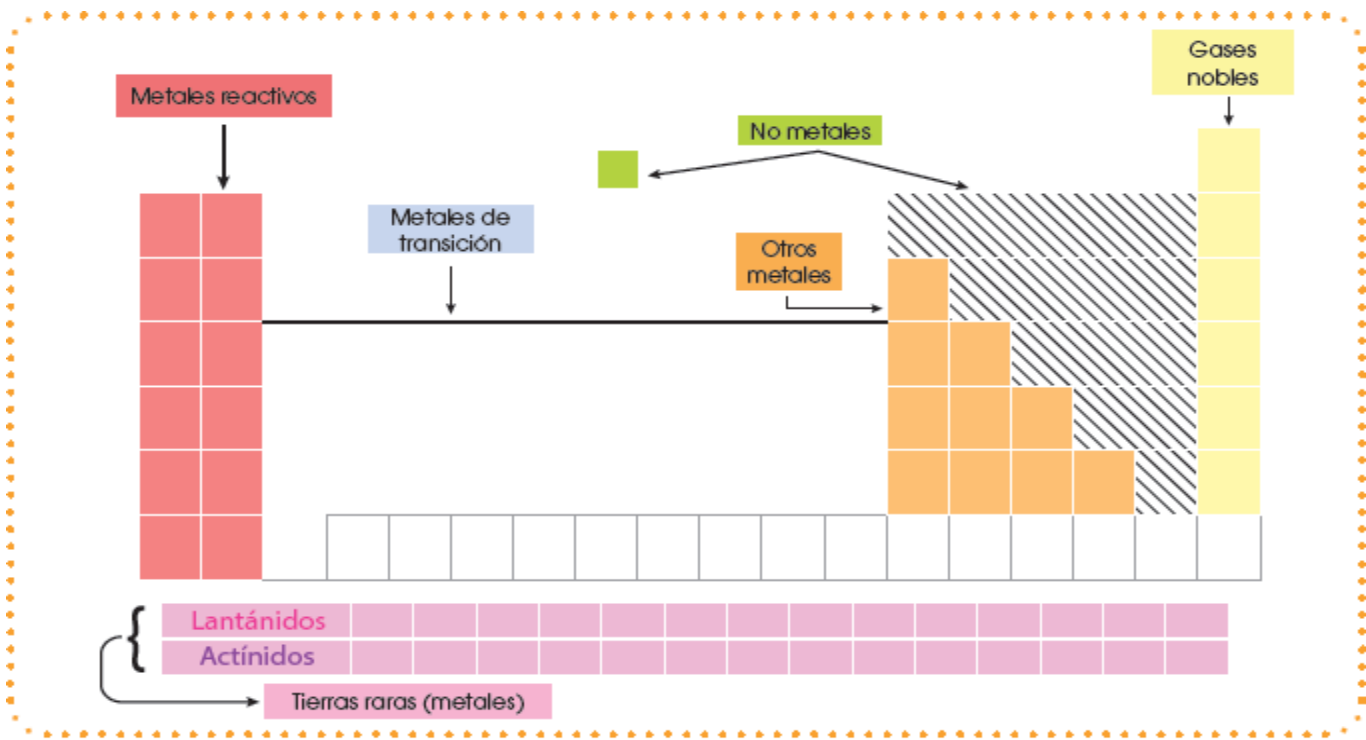 Gases
nobles
Metales reactivos
No metales
Metales de
transición
Otros
metales
Lantánidos
Actínidos
Tierras raras (metales)